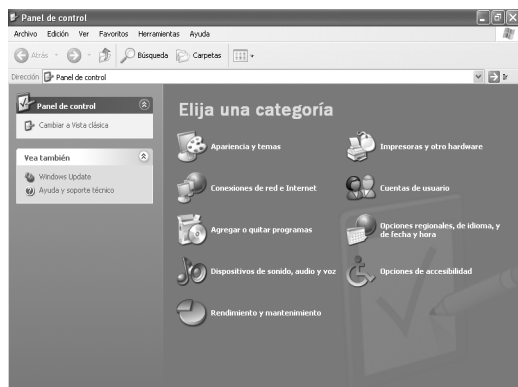 Panel de control
Archivo Edición Ver Favoritos Herramientas Ayuda
Atrás Búsqueda Carpetas
Dirección Panel de control Ir
Panel de control
Cambiar a Vista clásica
Vea también
Windows Update
Ayuda y soporte técnico
Elija una categoría
Apariencia y temas
Impresoras y otro hardware
Conexiones de red e Internet
Cuentas de usuario
Agregar o quitar programas
Opciones regionales, de idioma, y
de fecha y hora
Dispositivos de sonido, audio y voz
Opciones de accesibilidad
Rendimiento y mantenimiento